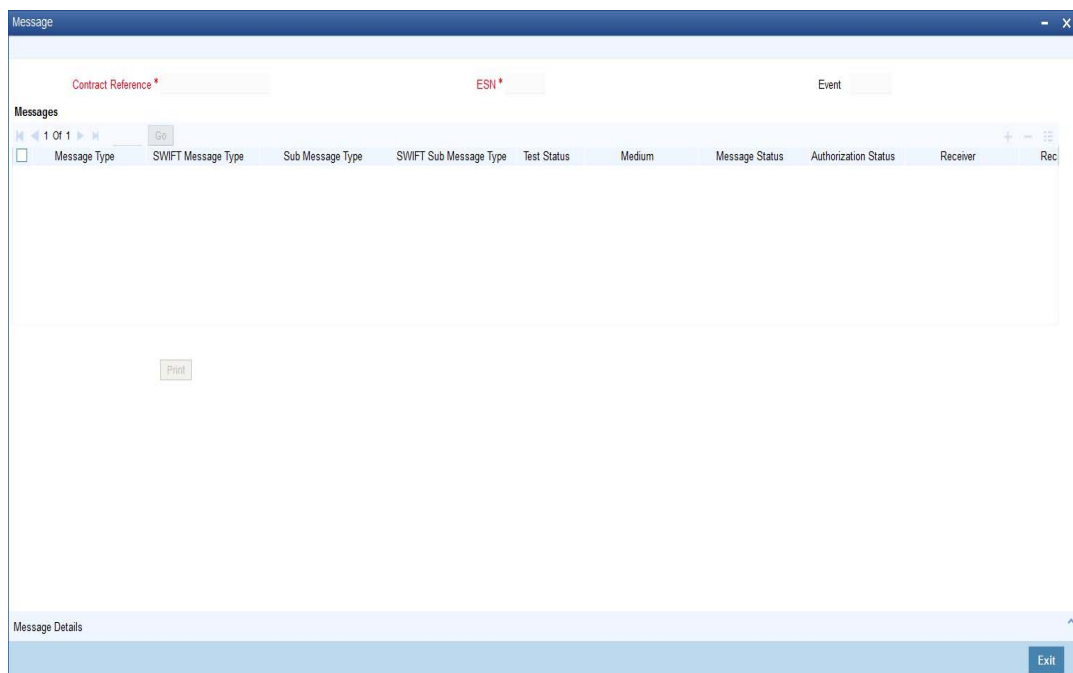 Message
Contract Reference * ESN * Event
Messages
1 Of 1 Go
Message Type SWIFT Message Type Sub Message Type SWIFT Sub Message Type Test Status Medium Message Status Authorization Status Receiver Rec
Print
Message Details
Exit